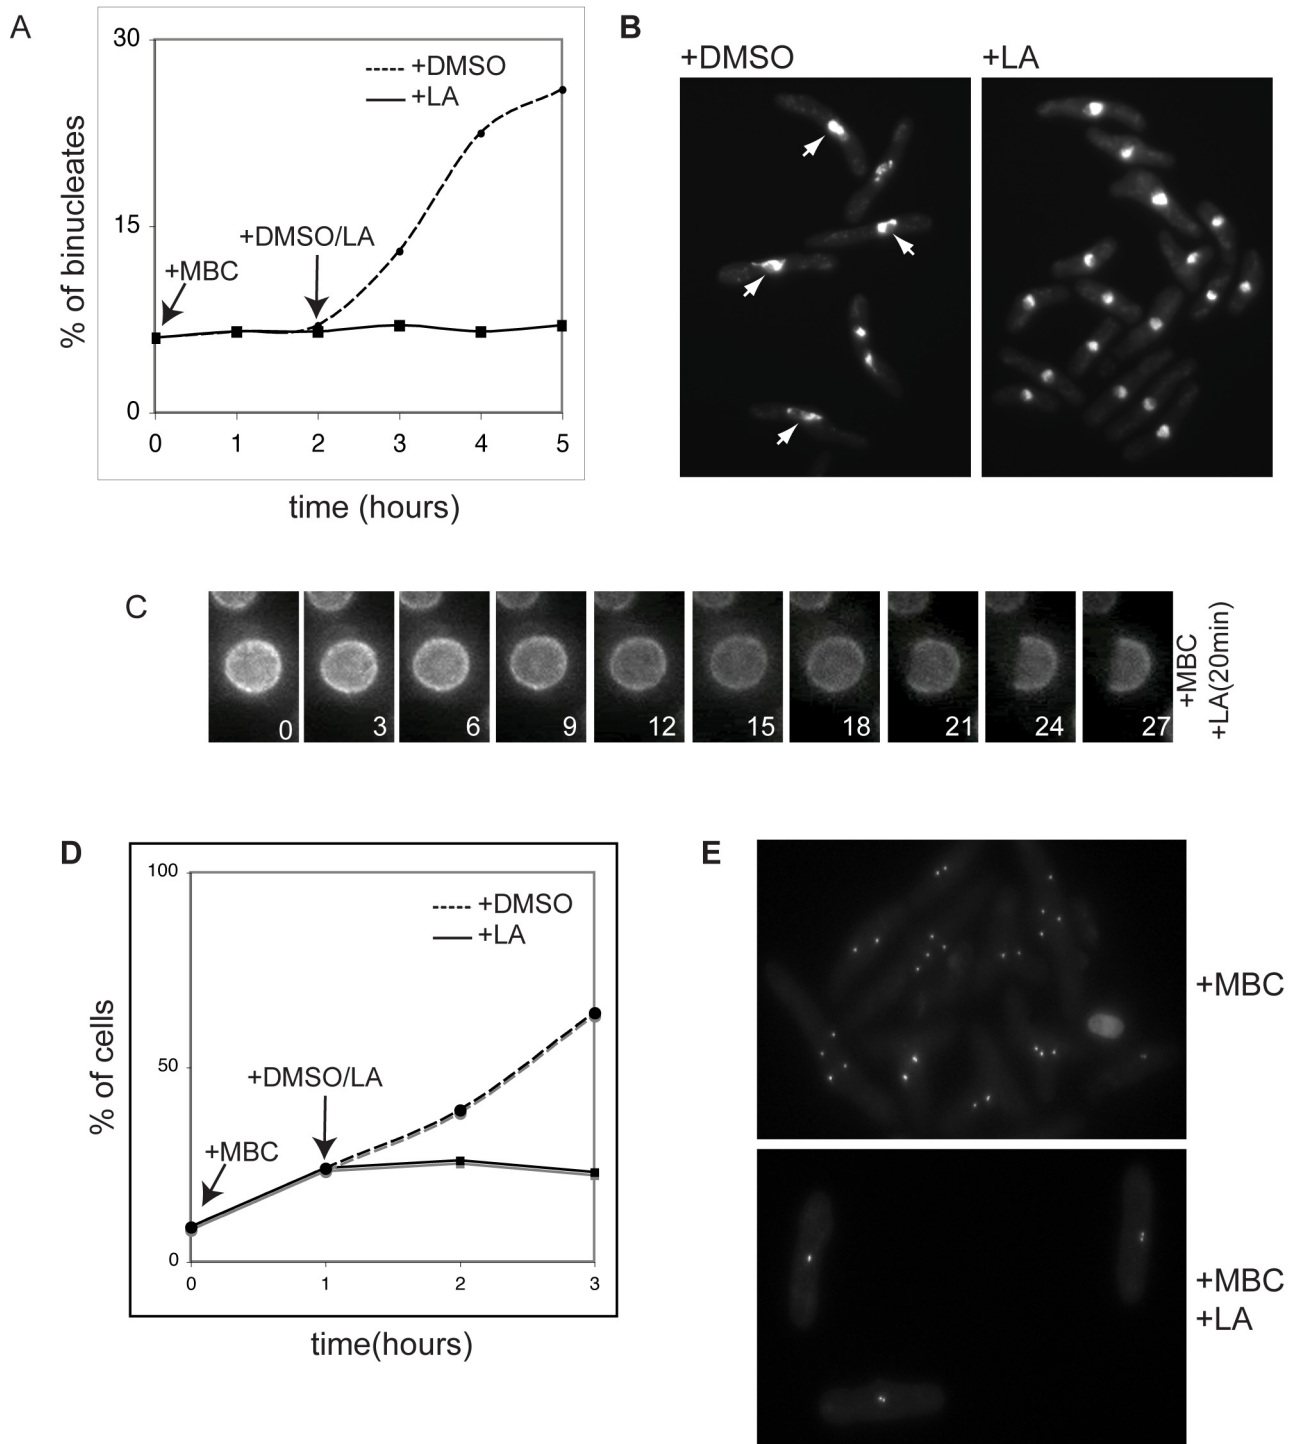 A
30
15
0
% of binucleates
+DMSO
+LA
+MBC
+DMSO/LA
0 1 2 3 4 5
time (hours)
B
+DMSO +LA
C
0 3 6 9 12 15 18 21 24 27
+MBC
+LA(20min)
D
100
50
0
% of cells
+DMSO
+LA
+DMSO/LA
+MBC
0 1 2 3
time(hours)
E
+MBC
+MBC
+LA